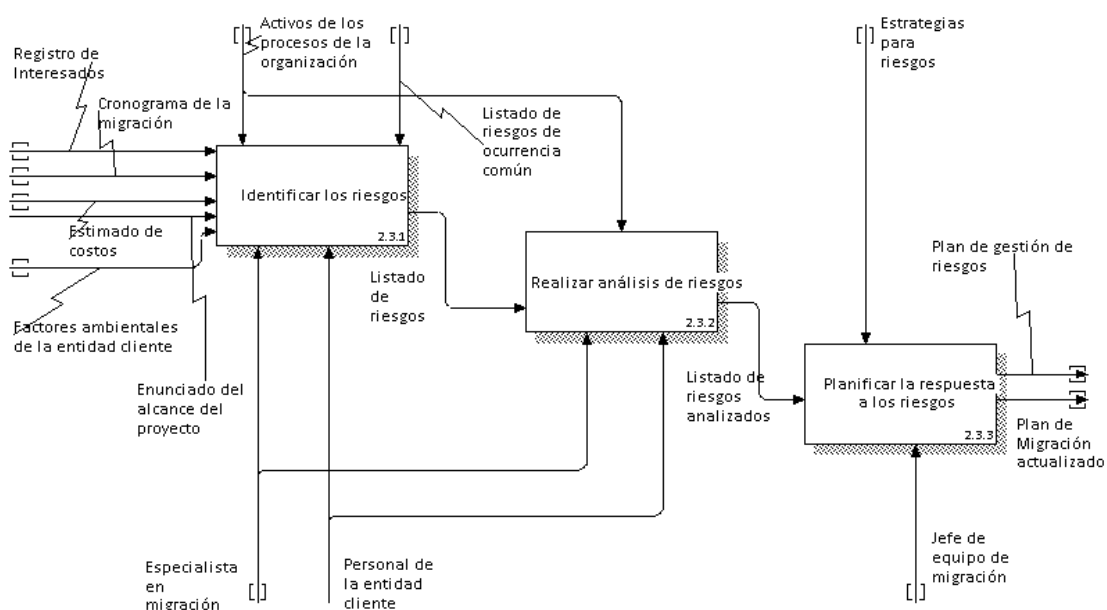 Activos de los
procesos de la
organización
Estrategias
para
riesgos
Registro de
Interesados
Cronograma de la
migración
Listado de
riesgos de
ocurrencia
común
Identificar los riesgos
2.3.1
Estimado de
costos
Factores ambientales
de la entidad cliente
Enunciado del
alcance del
proyecto
Listado
de
riesgos
Realizar análisis de riesgos
2.3.2
Plan de gestión de
riesgos
Listado de
riesgos
analizados
Planificar la respuesta
a los riesgos
2.3.3
Plan de
Migración
actualizado
Especialista
en
migración
Personal de
la entidad
cliente
Jefe de
equipo de
migración